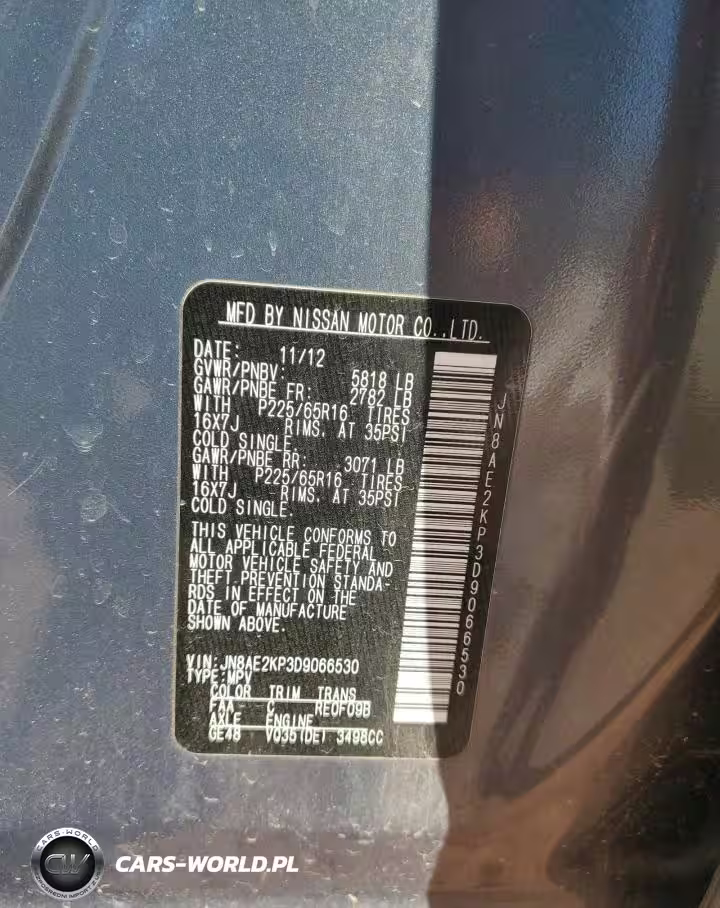 MFD BY NISSAN MOTOR CO.,LTD.
DATE: 11/12
GVWR/PNBV: 5818 LB
GAWR/PNBE FR: 2782 LB
WITH P225/65R16 TIRES
16X7J RIMS, AT 35PSI
COLD SINGLE
GAWR/PNBE RR: 3071 LB
WITH P225/65R16 TIRES
16X7J RIMS, AT 35PSI
COLD SINGLE
THIS VEHICLE CONFORMS TO
ALL APPLICABLE FEDERAL
MOTOR VEHICLE SAFETY AND
THEFT PREVENTION STANDA-
RDS IN EFFECT ON THE
DATE OF MANUFACTURE
SHOWN ABOVE.
VIN:JN8AE2KP3D9066530
TYPE:MPV
COLOR TRIM TRANS
FAA C RE0F09B
AXLE ENGINE
GE48 VQ35(DE) 3498CC
JN8AE2KP3D9066530
CARS-WORLD
CW
CARS-WORLD.PL